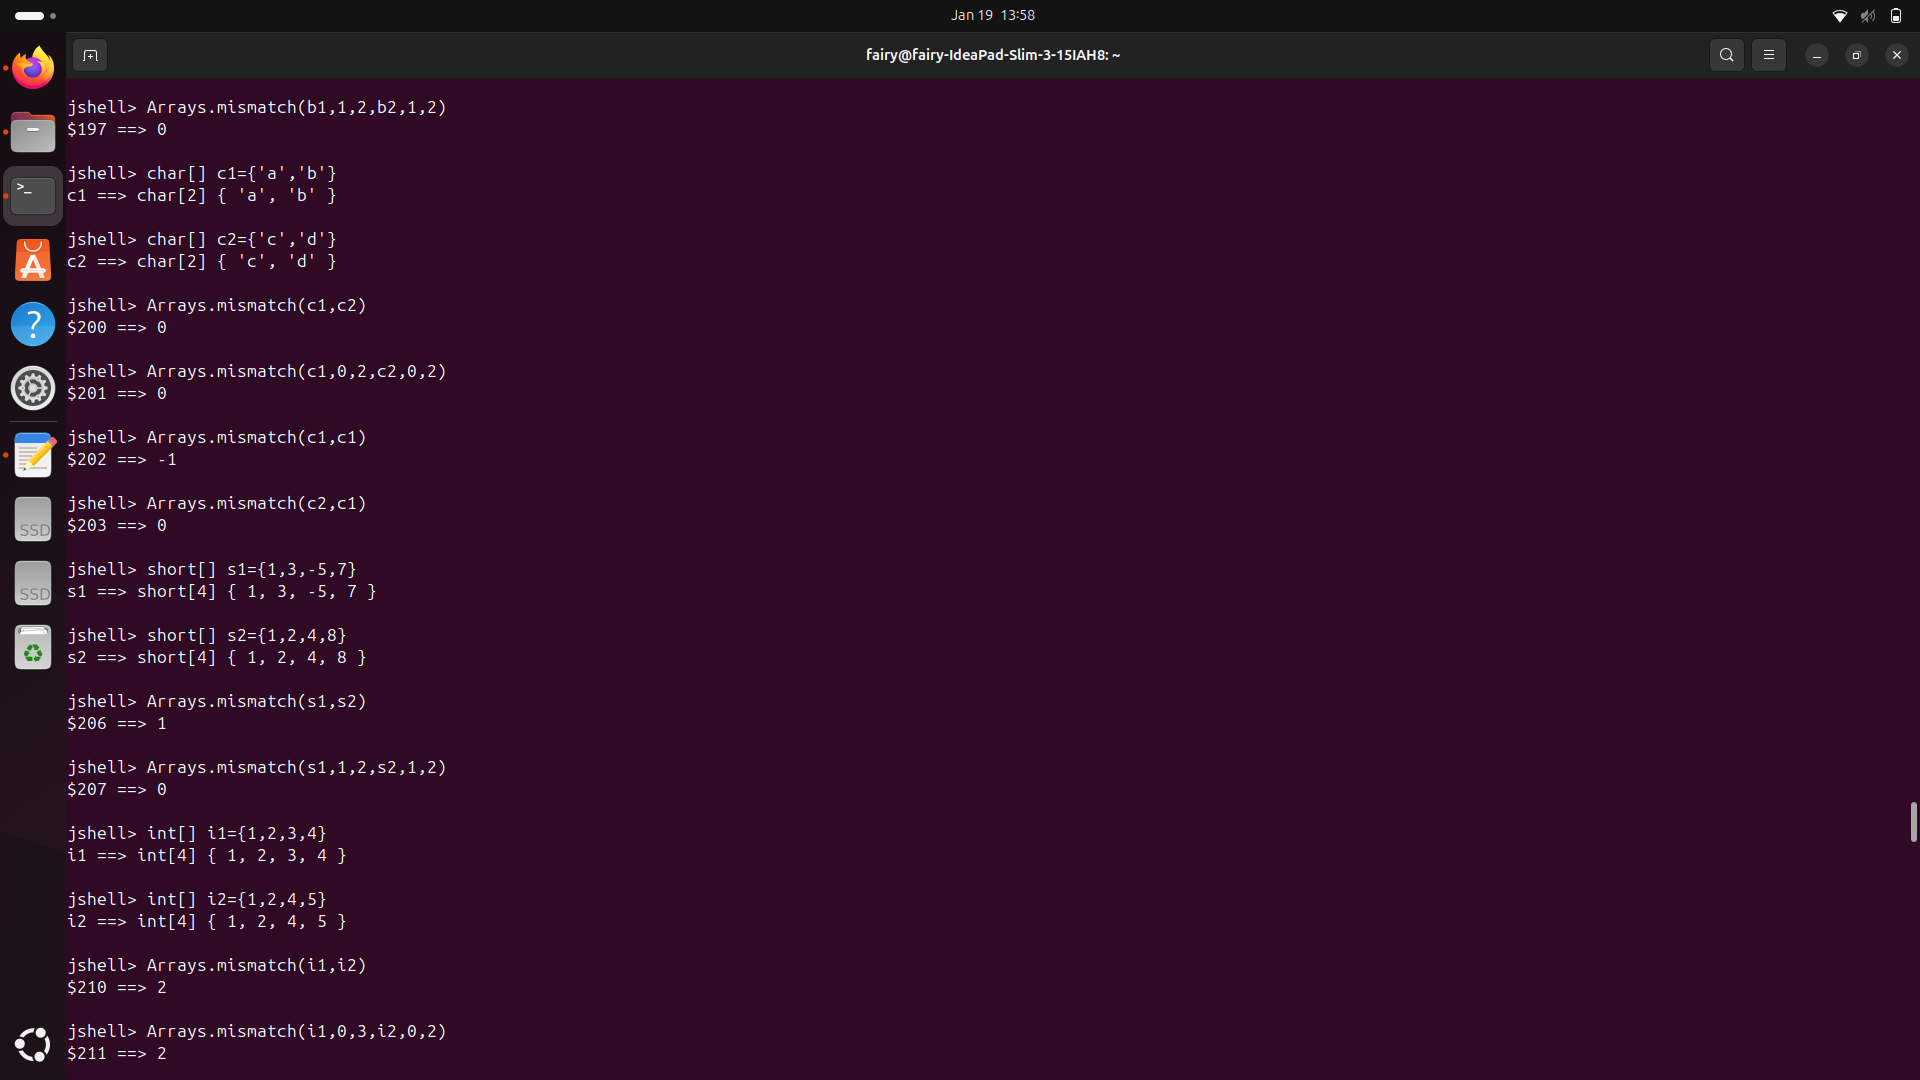 Jan 19 13:58
fairy@fairy-IdeaPad-Slim-3-15IAH8: ~
jshell> Arrays.mismatch(b1,1,2,b2,1,2)
$197 ==> 0
jshell> char[] c1={'a','b'}
c1 ==> char[2] { 'a', 'b' }
jshell> char[] c2={'c','d'}
c2 ==> char[2] { 'c', 'd' }
jshell> Arrays.mismatch(c1,c2)
$200 ==> 0
jshell> Arrays.mismatch(c1,0,2,c2,0,2)
$201 ==> 0
jshell> Arrays.mismatch(c1,c1)
$202 ==> -1
jshell> Arrays.mismatch(c2,c1)
$203 ==> 0
jshell> short[] s1={1,3,-5,7}
s1 ==> short[4] { 1, 3, -5, 7 }
jshell> short[] s2={1,2,4,8}
s2 ==> short[4] { 1, 2, 4, 8 }
jshell> Arrays.mismatch(s1,s2)
$206 ==> 1
jshell> Arrays.mismatch(s1,1,2,s2,1,2)
$207 ==> 0
jshell> int[] i1={1,2,3,4}
i1 ==> int[4] { 1, 2, 3, 4 }
jshell> int[] i2={1,2,4,5}
i2 ==> int[4] { 1, 2, 4, 5 }
jshell> Arrays.mismatch(i1,i2)
$210 ==> 2
jshell> Arrays.mismatch(i1,0,3,i2,0,2)
$211 ==> 2
>_
A
?
SSD
SSD